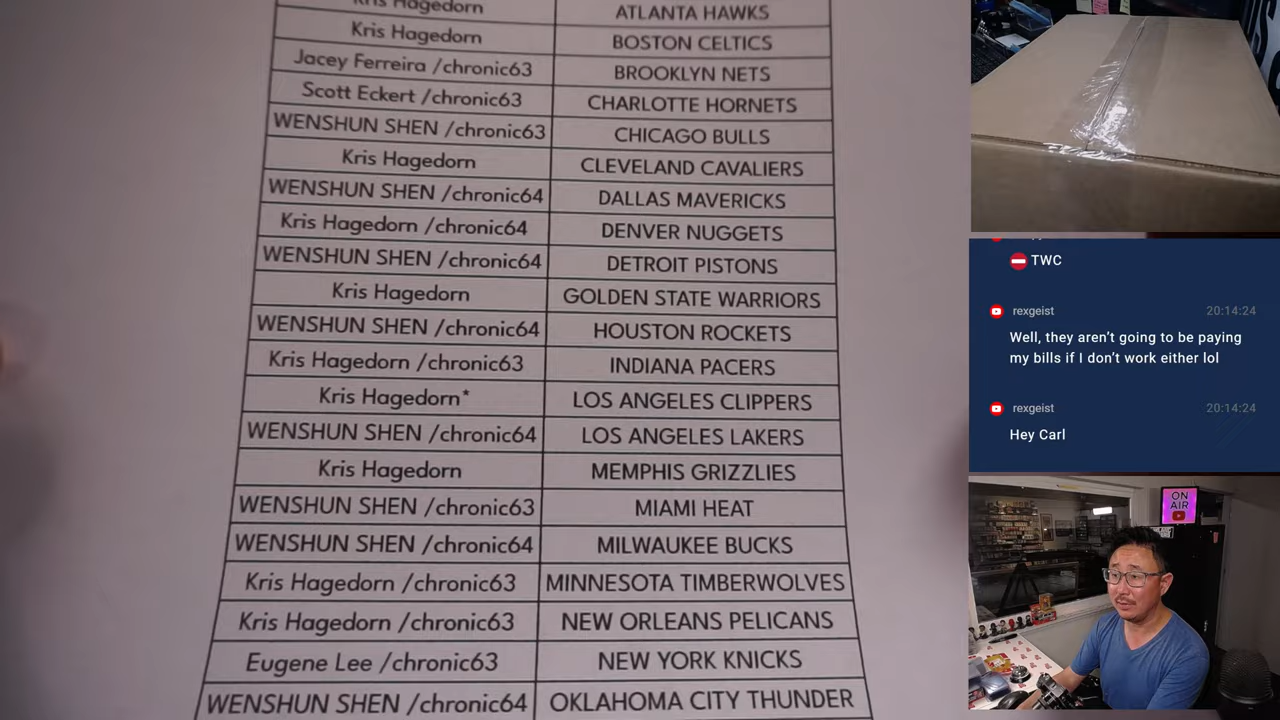 Kris Hagedorn ATLANTA HAWKS
Kris Hagedorn BOSTON CELTICS
Jacey Ferreira /chronic63 BROOKLYN NETS
Scott Eckert /chronic63 CHARLOTTE HORNETS
WENSHUN SHEN /chronic63 CHICAGO BULLS
Kris Hagedorn CLEVELAND CAVALIERS
WENSHUN SHEN /chronic64 DALLAS MAVERICKS
Kris Hagedorn /chronic64 DENVER NUGGETS
WENSHUN SHEN /chronic64 DETROIT PISTONS
Kris Hagedorn GOLDEN STATE WARRIORS
WENSHUN SHEN /chronic64 HOUSTON ROCKETS
Kris Hagedorn /chronic63 INDIANA PACERS
Kris Hagedorn* LOS ANGELES CLIPPERS
WENSHUN SHEN /chronic64 LOS ANGELES LAKERS
Kris Hagedorn MEMPHIS GRIZZLIES
WENSHUN SHEN /chronic63 MIAMI HEAT
WENSHUN SHEN /chronic64 MILWAUKEE BUCKS
Kris Hagedorn /chronic63 MINNESOTA TIMBERWOLVES
Kris Hagedorn /chronic63 NEW ORLEANS PELICANS
Eugene Lee /chronic63 NEW YORK KNICKS
WENSHUN SHEN /chronic64 OKLAHOMA CITY THUNDER
TWC
rexgeist 20:14:24
Well, they aren't going to be paying
my bills if I don't work either lol
rexgeist 20:14:24
Hey Carl
ON
AIR